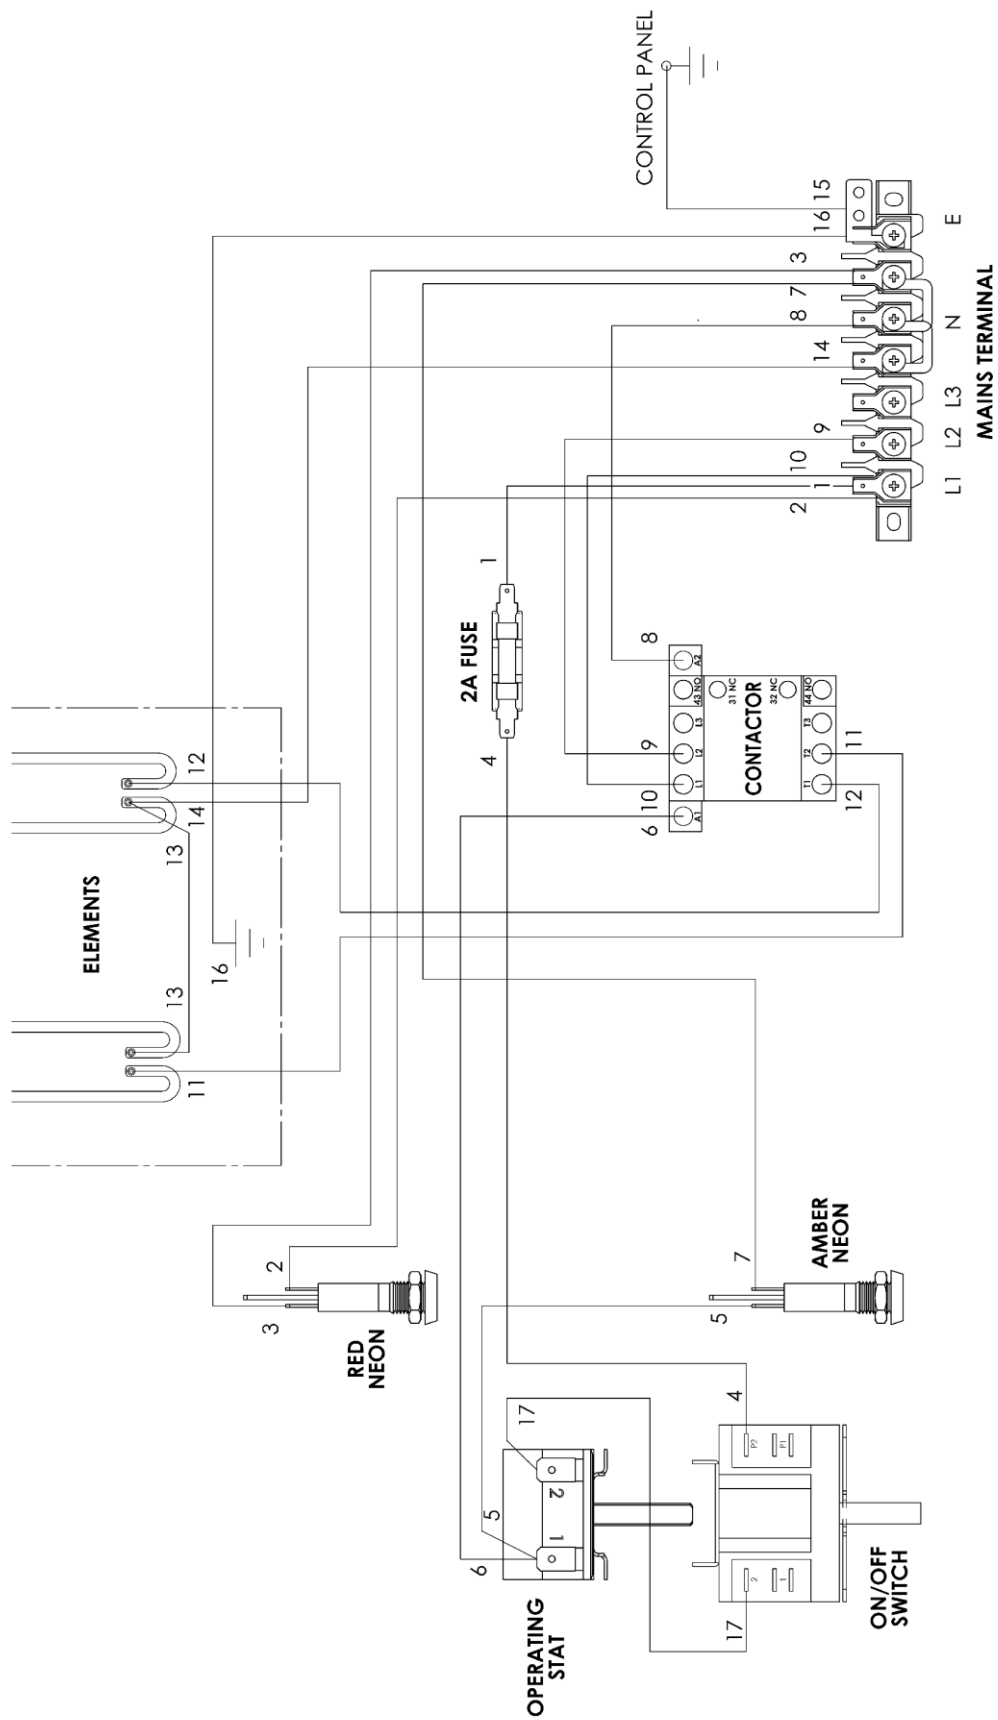 ELEMENTS
13
13
11
14
12
16
3
2
RED
NEON
2A FUSE
6
5
4
1
17
1
2
OPERATING
STAT
CONTROL PANEL
6
10
9
8
A1
L1
L2
L3
43 NO
A2
31 NC
CONTACTOR
32 NC
T1
T2
T3
44 NO
12
11
5
7
AMBER
NEON
17
4
2
P2
1
P1
ON/OFF
SWITCH
2
10
7
3
1
9
14
8
16
15
L1
L2
L3
N
E
MAINS TERMINAL